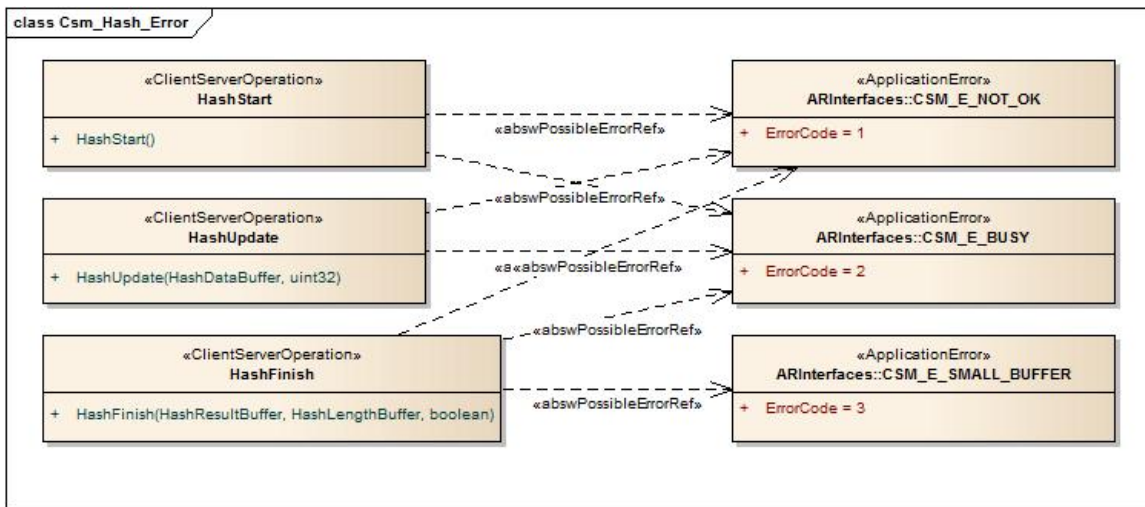 class Csm_Hash_Error
«ClientServerOperation»
HashStart
+ HashStart()
«ApplicationError»
ARInterfaces::CSM_E_NOT_OK
+ ErrorCode = 1
«abswPossibleErrorRef»
«abswPossibleErrorRef»
«ClientServerOperation»
HashUpdate
+ HashUpdate(HashDataBuffer, uint32)
«ApplicationError»
ARInterfaces::CSM_E_BUSY
+ ErrorCode = 2
«a«abswPossibleErrorRef»
«abswPossibleErrorRef»
«ClientServerOperation»
HashFinish
+ HashFinish(HashResultBuffer, HashLengthBuffer, boolean)
«ApplicationError»
ARInterfaces::CSM_E_SMALL_BUFFER
+ ErrorCode = 3
«abswPossibleErrorRef»